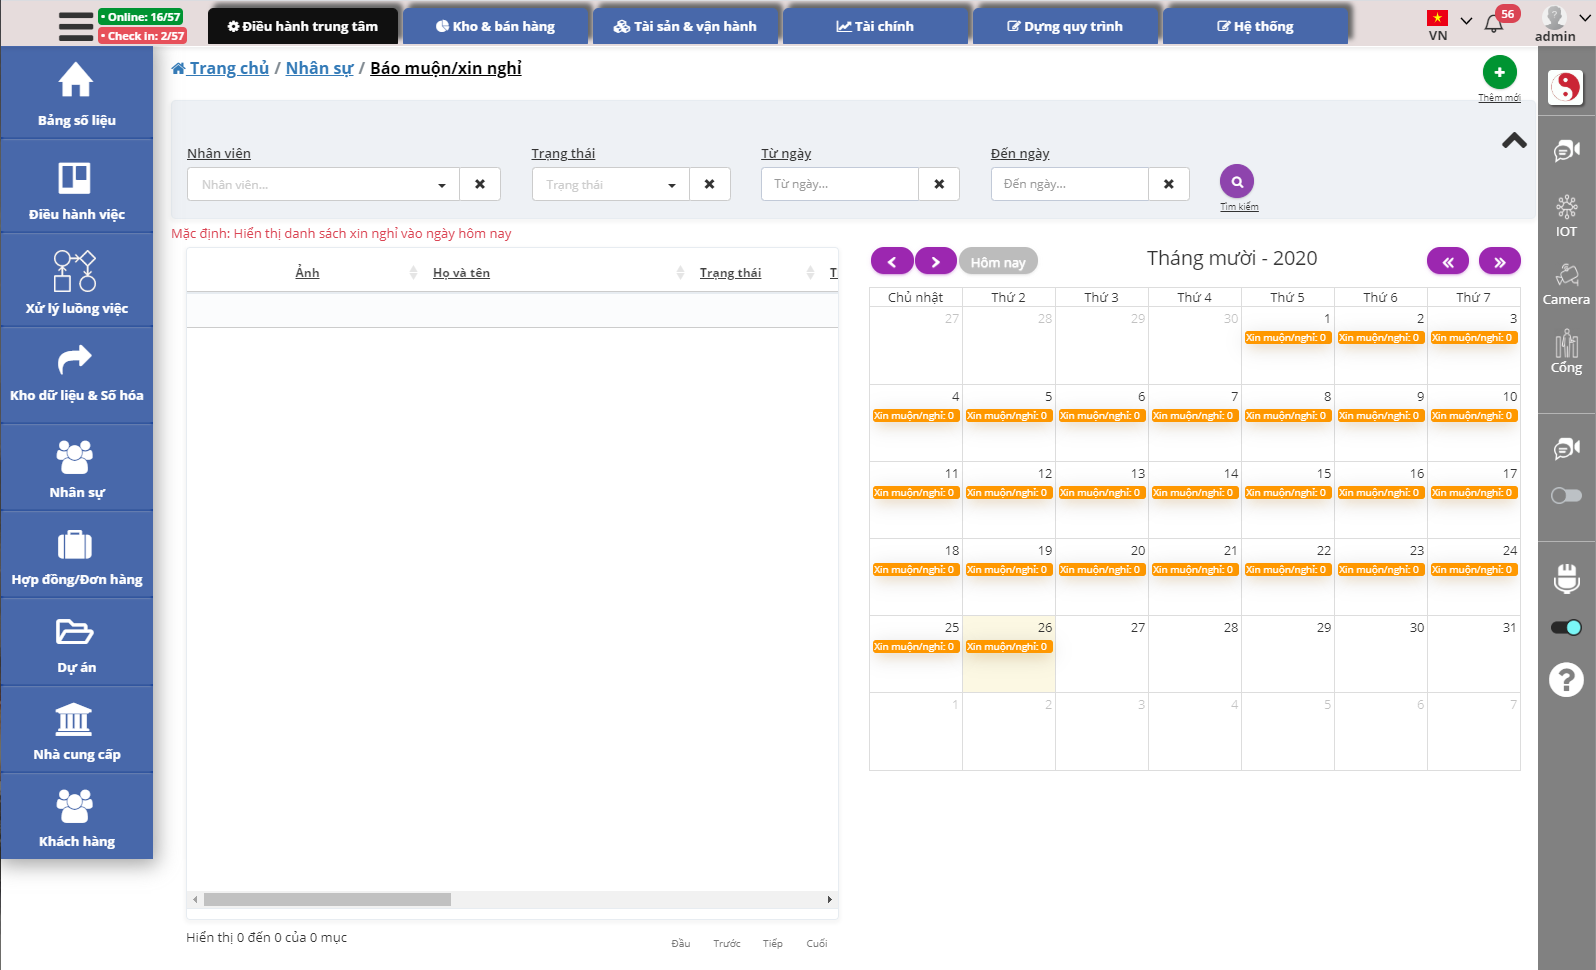 • Online: 16/57
• Check In: 2/57
Điều hành trung tâm
Kho & bán hàng
Tài sản & vận hành
Tài chính
Dựng quy trình
Hệ thống
VN
56
admin
Bảng số liệu
Điều hành việc
Xử lý luồng việc
Kho dữ liệu & Số hóa
Nhân sự
Hợp đồng/Đơn hàng
Dự án
Nhà cung cấp
Khách hàng
Trang chủ / Nhân sự / Báo muộn/xin nghỉ
Thêm mới
Nhân viên
Trạng thái
Từ ngày
Đến ngày
Nhân viên...
Trạng thái
Từ ngày...
Đến ngày...
Tìm kiếm
Mặc định: Hiển thị danh sách xin nghỉ vào ngày hôm nay
Ảnh
Họ và tên
Trạng thái
T
Hiển thị 0 đến 0 của 0 mục
Đầu
Trước
Tiếp
Cuối
Hôm nay
Tháng mười - 2020
Chủ nhật Thứ 2 Thứ 3 Thứ 4 Thứ 5 Thứ 6 Thứ 7
27 28 29 30 1 2 3
Xin muộn/nghỉ: 0 Xin muộn/nghỉ: 0 Xin muộn/nghỉ: 0
4 5 6 7 8 9 10
Xin muộn/nghỉ: 0 Xin muộn/nghỉ: 0 Xin muộn/nghỉ: 0 Xin muộn/nghỉ: 0 Xin muộn/nghỉ: 0 Xin muộn/nghỉ: 0 Xin muộn/nghỉ: 0
11 12 13 14 15 16 17
Xin muộn/nghỉ: 0 Xin muộn/nghỉ: 0 Xin muộn/nghỉ: 0 Xin muộn/nghỉ: 0 Xin muộn/nghỉ: 0 Xin muộn/nghỉ: 0 Xin muộn/nghỉ: 0
18 19 20 21 22 23 24
Xin muộn/nghỉ: 0 Xin muộn/nghỉ: 0 Xin muộn/nghỉ: 0 Xin muộn/nghỉ: 0 Xin muộn/nghỉ: 0 Xin muộn/nghỉ: 0 Xin muộn/nghỉ: 0
25 26 27 28 29 30 31
Xin muộn/nghỉ: 0 Xin muộn/nghỉ: 0
1 2 3 4 5 6 7
IOT
Camera
Cổng